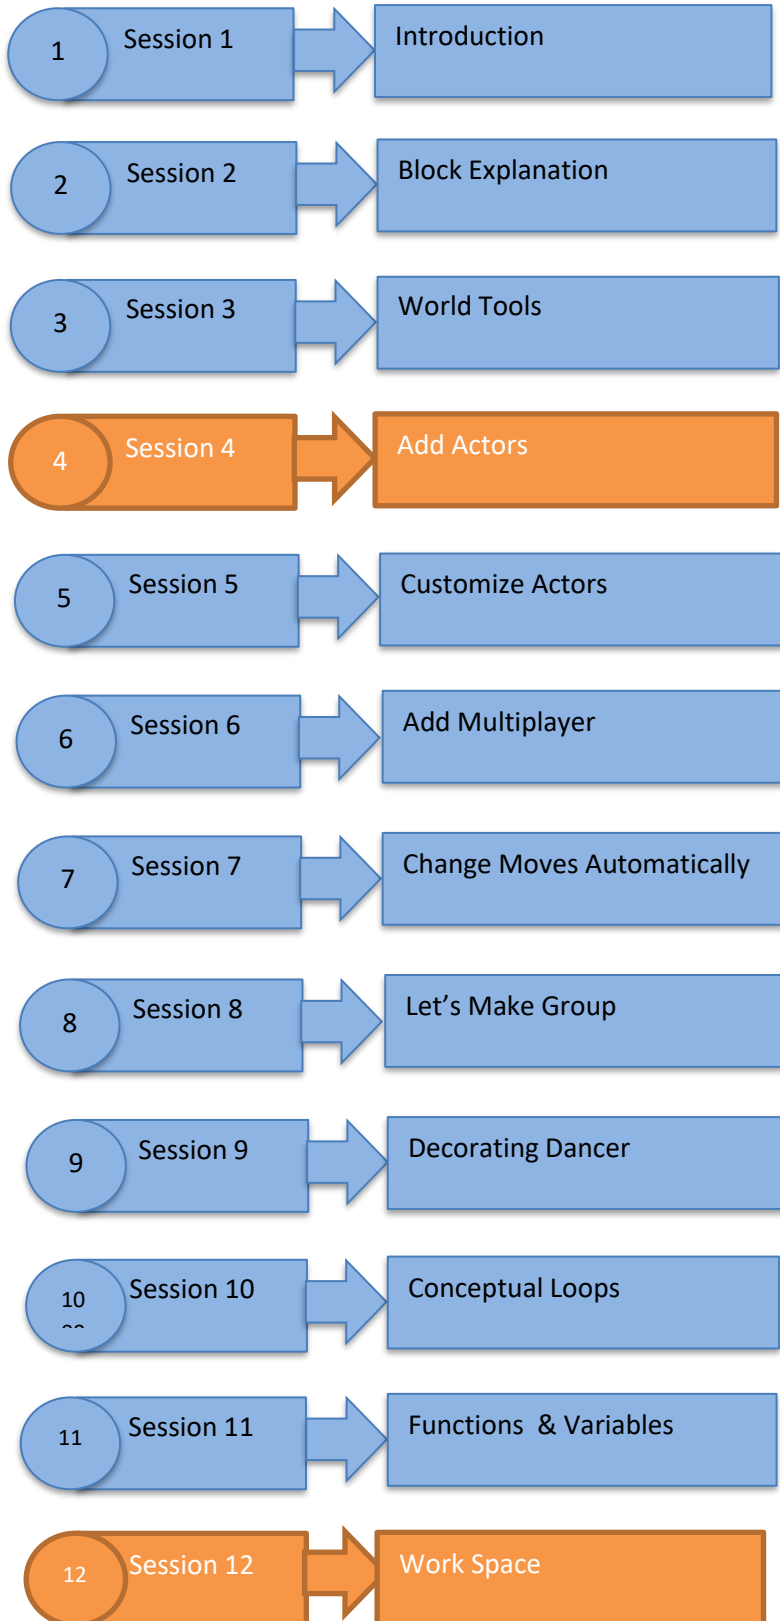 1 Session 1 Introduction
2 Session 2 Block Explanation
3 Session 3 World Tools
4 Session 4 Add Actors
5 Session 5 Customize Actors
6 Session 6 Add Multiplayer
7 Session 7 Change Moves Automatically
8 Session 8 Let’s Make Group
9 Session 9 Decorating Dancer
10 Session 10 Conceptual Loops
11 Session 11 Functions & Variables
12 Session 12 Work Space